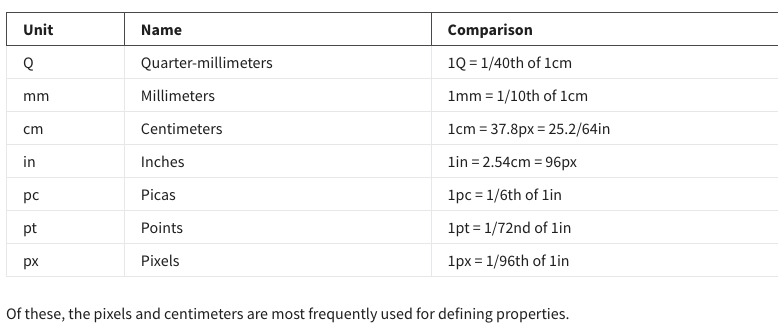 Unit Name Comparison
Q Quarter-millimeters 1Q = 1/40th of 1cm
mm Millimeters 1mm = 1/10th of 1cm
cm Centimeters 1cm = 37.8px = 25.2/64in
in Inches 1in = 2.54cm = 96px
pc Picas 1pc = 1/6th of 1in
pt Points 1pt = 1/72nd of 1in
px Pixels 1px = 1/96th of 1in
Of these, the pixels and centimeters are most frequently used for defining properties.